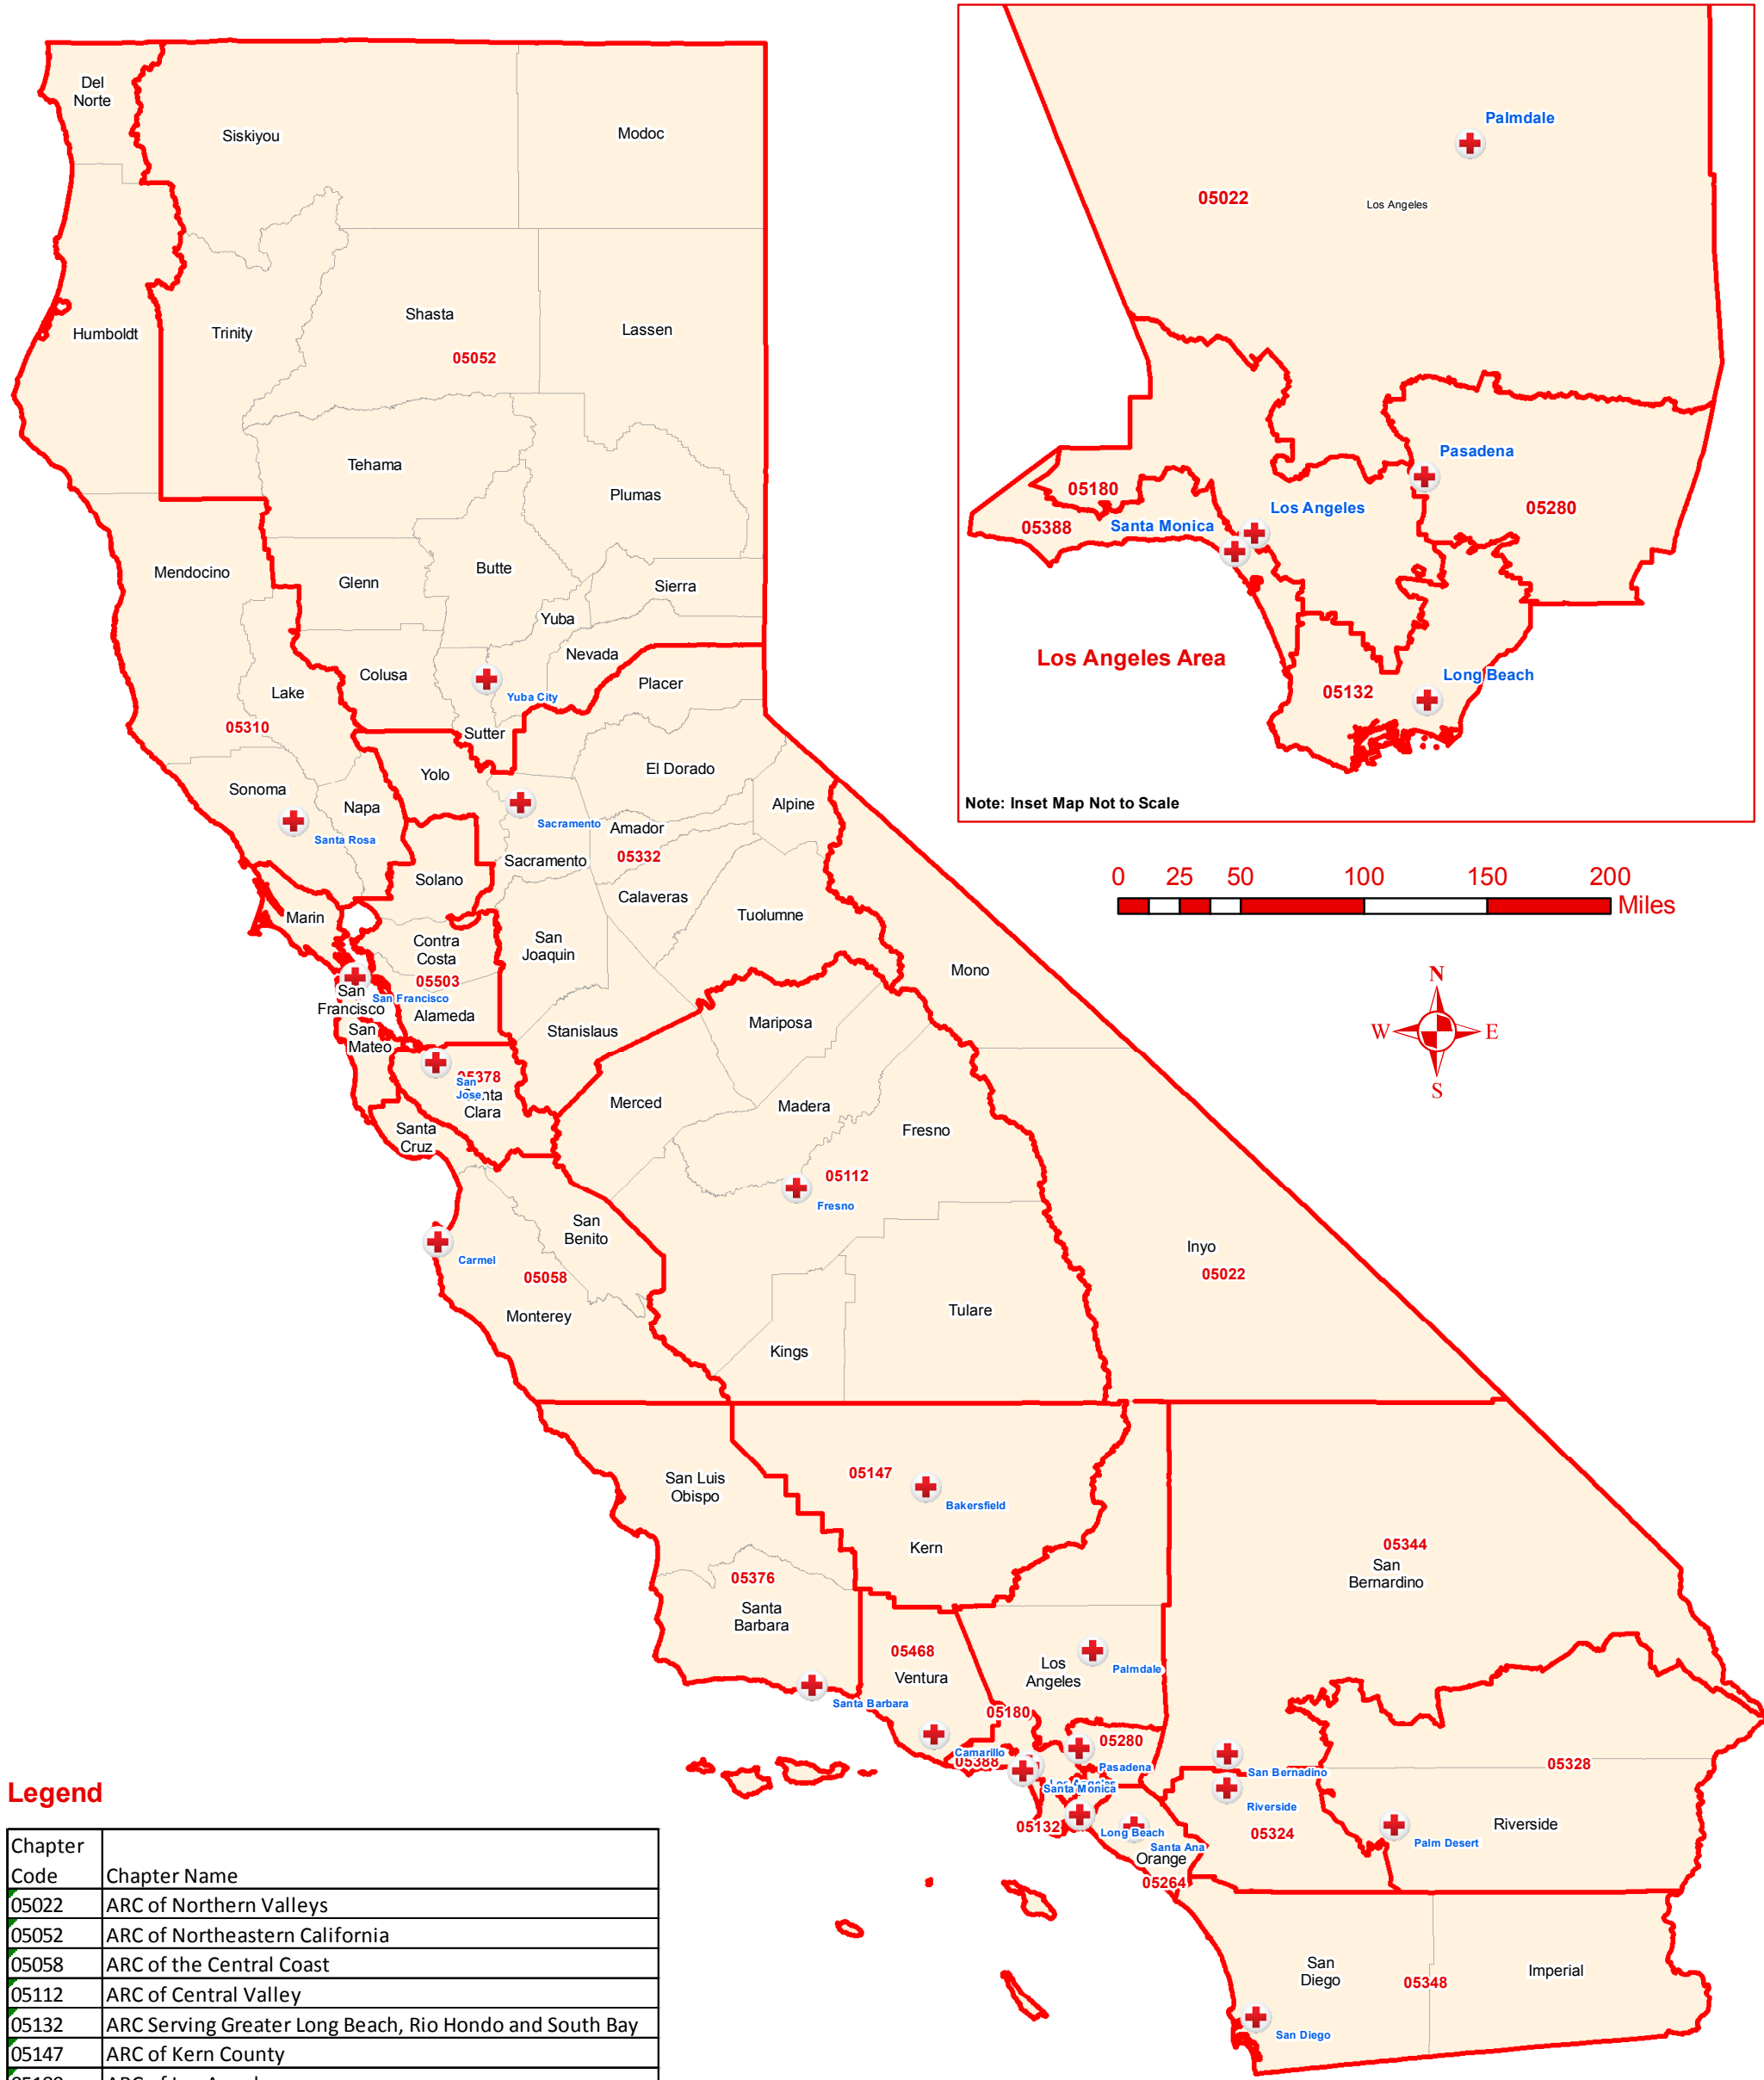 Del
Norte
Siskiyou
Modoc
Humboldt
Trinity
Shasta
05052
Lassen
Tehama
Plumas
Mendocino
Glenn
Butte
Sierra
Yuba
Nevada
Colusa
Lake
Yuba City
Placer
05310
Sutter
Yolo
El Dorado
Sonoma
Napa
Alpine
Santa Rosa
Sacramento
Amador
05332
Sacramento
Solano
Calaveras
Marin
Tuolumne
Contra
Costa
San
Joaquin
Mono
05503
San
Francisco
San Francisco
Alameda
San
Mateo
Stanislaus
Mariposa
05378
San
Jose
Clara
Merced
Madera
Fresno
Santa
Cruz
05112
Fresno
San
Benito
Carmel
05058
Monterey
Inyo
05022
Tulare
Kings
San Luis
Obispo
05147
Bakersfield
Kern
05344
San
Bernardino
05376
Santa
Barbara
05468
Ventura
Los
Angeles
Palmdale
Santa Barbara
05180
05280
Camarillo
05388
Pasadena
Los Angeles
Santa Monica
San Bernadino
05328
Riverside
05324
Riverside
Palm Desert
05132
Long Beach
Santa Ana
Orange
05264
San
Diego
05348
Imperial
San Diego
Palmdale
05022
Los Angeles
Pasadena
05180
Los Angeles
05280
05388
Santa Monica
Los Angeles Area
Long Beach
05132
Note: Inset Map Not to Scale
0 25 50 100 150 200
Miles
N
W E
S
Legend
Chapter
Code Chapter Name
05022 ARC of Northern Valleys
05052 ARC of Northeastern California
05058 ARC of the Central Coast
05112 ARC of Central Valley
05132 ARC Serving Greater Long Beach, Rio Hondo and South Bay
05147 ARC of Kern County